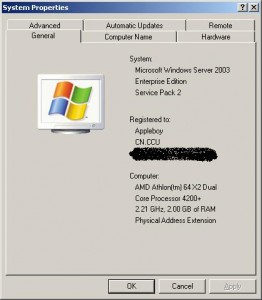 System Properties
Advanced
Automatic Updates
Remote
General
Computer Name
Hardware
System:
Microsoft Windows Server 2003
Enterprise Edition
Service Pack 2
Registered to:
Appleboy
CN.CCU
Computer:
AMD Athlon(tm) 64 X2 Dual
Core Processor 4200+
2.21 GHz, 2.00 GB of RAM
Physical Address Extension
OK
Cancel
Apply